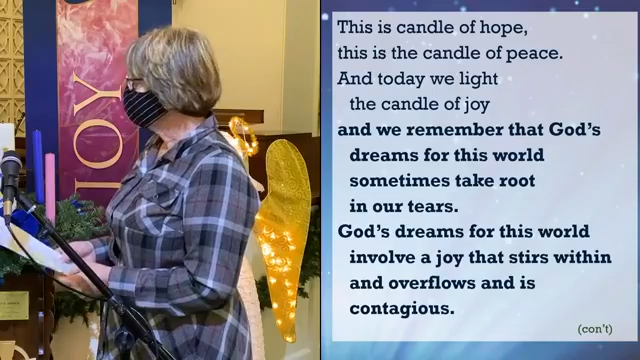 JOY
This is candle of hope,
this is the candle of peace.
And today we light
the candle of joy
and we remember that God's
dreams for this world
sometimes take root
in our tears.
God's dreams for this world
involve a joy that stirs within
and overflows and is
contagious.
(con't)